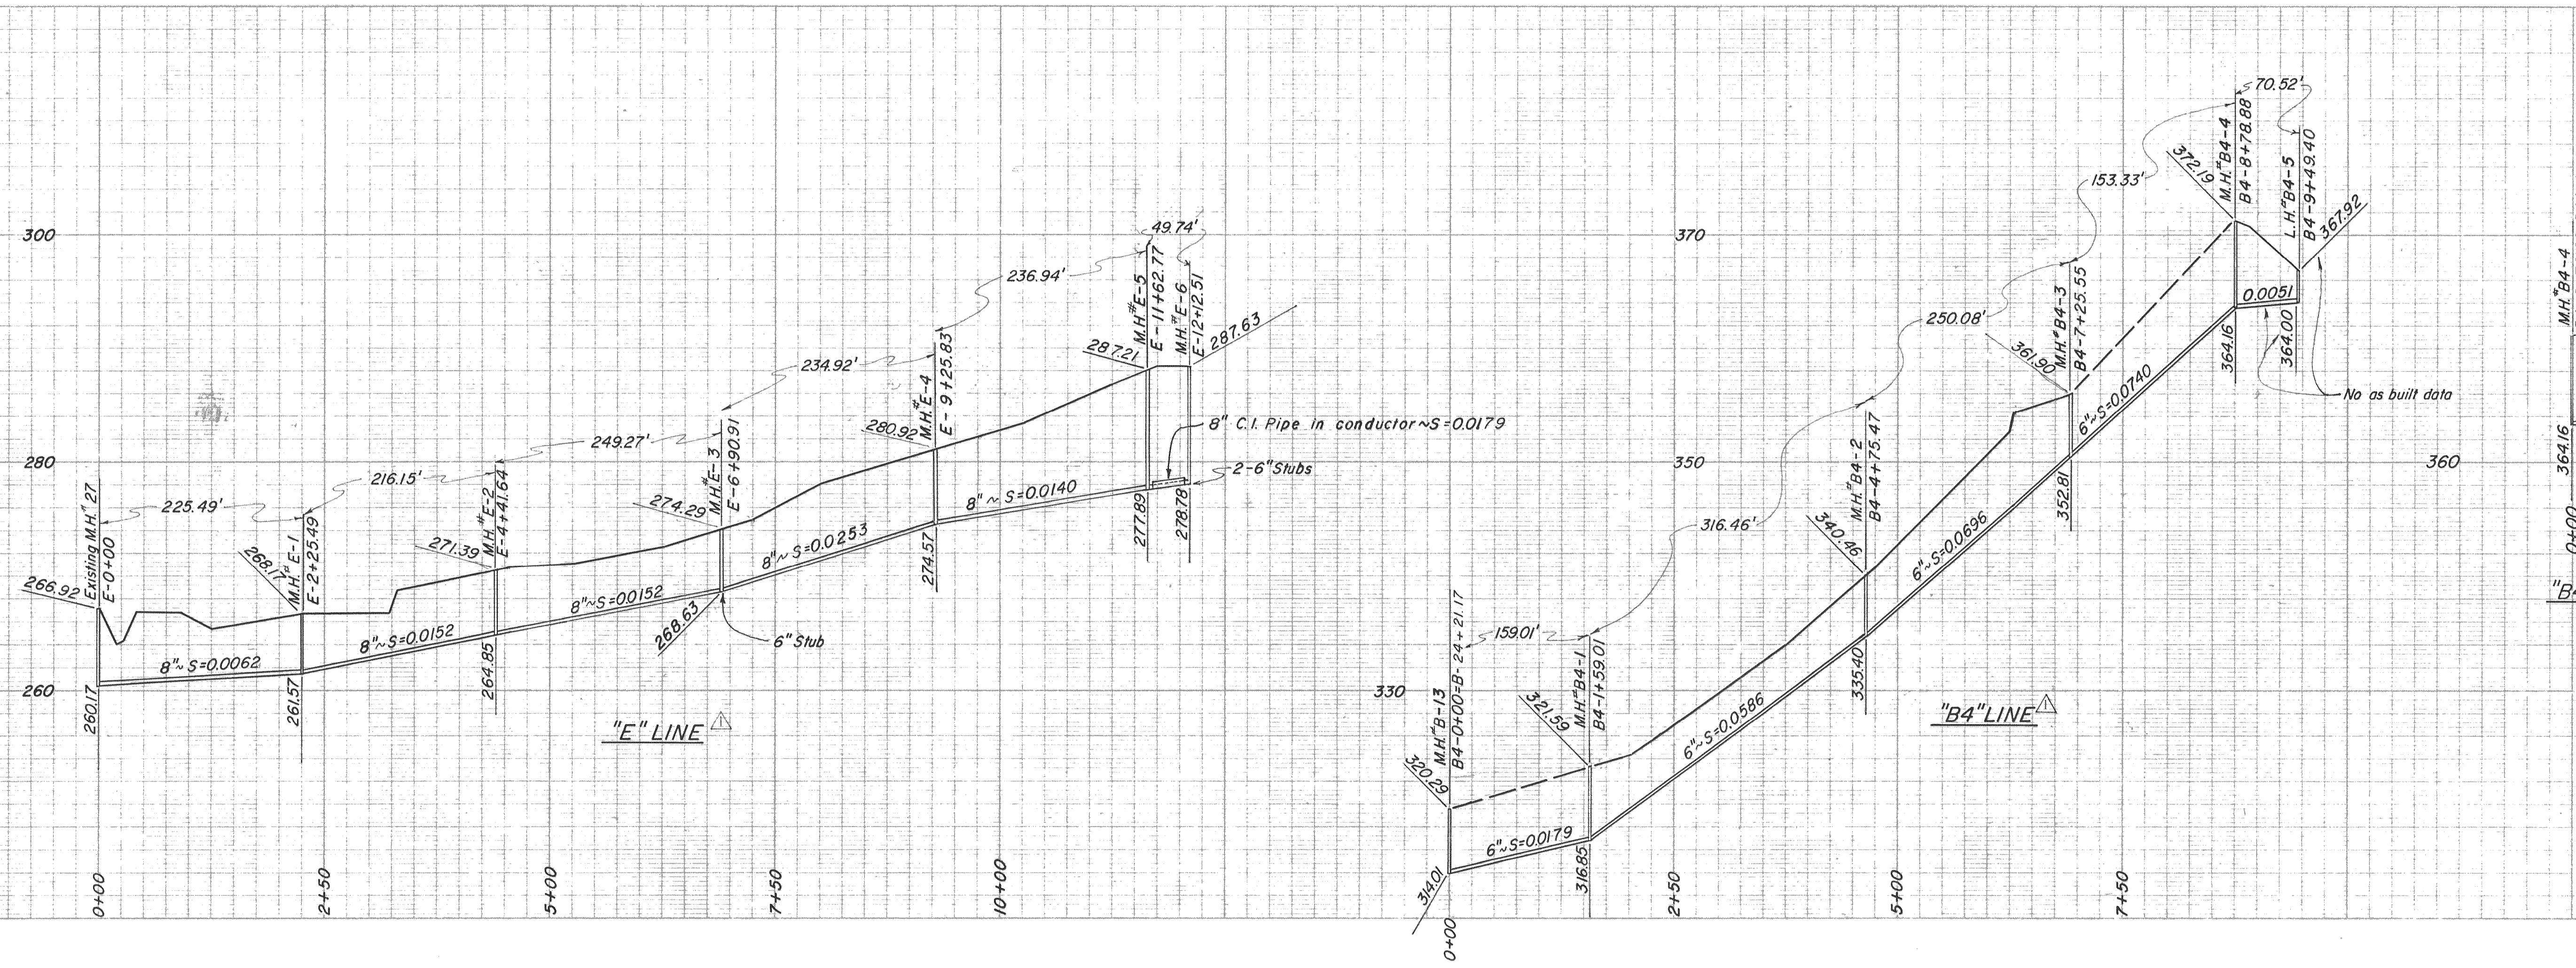 300
280
260
Existing M.H.#27
E-0+00
266.92
260.17
225.49'
8"~S=0.0062
M.H.#E-1
E-2+25.49
268.17
261.57
216.15'
8"~S=0.0152
M.H.#E-2
E-4+41.64
271.39
264.85
249.27'
8"~S=0.0152
M.H.#E-3
E-6+90.91
274.29
268.63
6" Stub
234.92'
8"~S=0.0253
M.H.#E-4
E-9+25.83
280.92
274.57
236.94'
8"~S=0.0140
M.H.#E-5
E-11+62.77
287.21
277.89
49.74'
M.H.#E-6
E-12+12.51
287.63
278.78
8" C.I. Pipe in conductor~S=0.0179
2-6" Stubs
"E" LINE
1
0+00
2+50
5+00
7+50
10+00
370
350
330
M.H.#B-13
B4-0+00=B-24+21.17
320.29
314.01
159.01'
6"~S=0.0179
M.H.#B4-1
B4-1+59.01
321.59
316.85
316.46'
6"~S=0.0586
M.H.#B4-2
B4-4+75.47
340.46
335.40
250.08'
6"~S=0.0696
M.H.#B4-3
B4-7+25.55
361.90
352.81
153.33'
6"~S=0.0740
M.H.#B4-4
B4-8+78.88
372.19
364.16
70.52'
0.0051
L.H.#B4-5
B4-9+49.40
367.92
364.00
No as built data
"B4" LINE
1
0+00
2+50
5+00
7+50
360
M.H.#B4-4
364.16
0+00
"B4